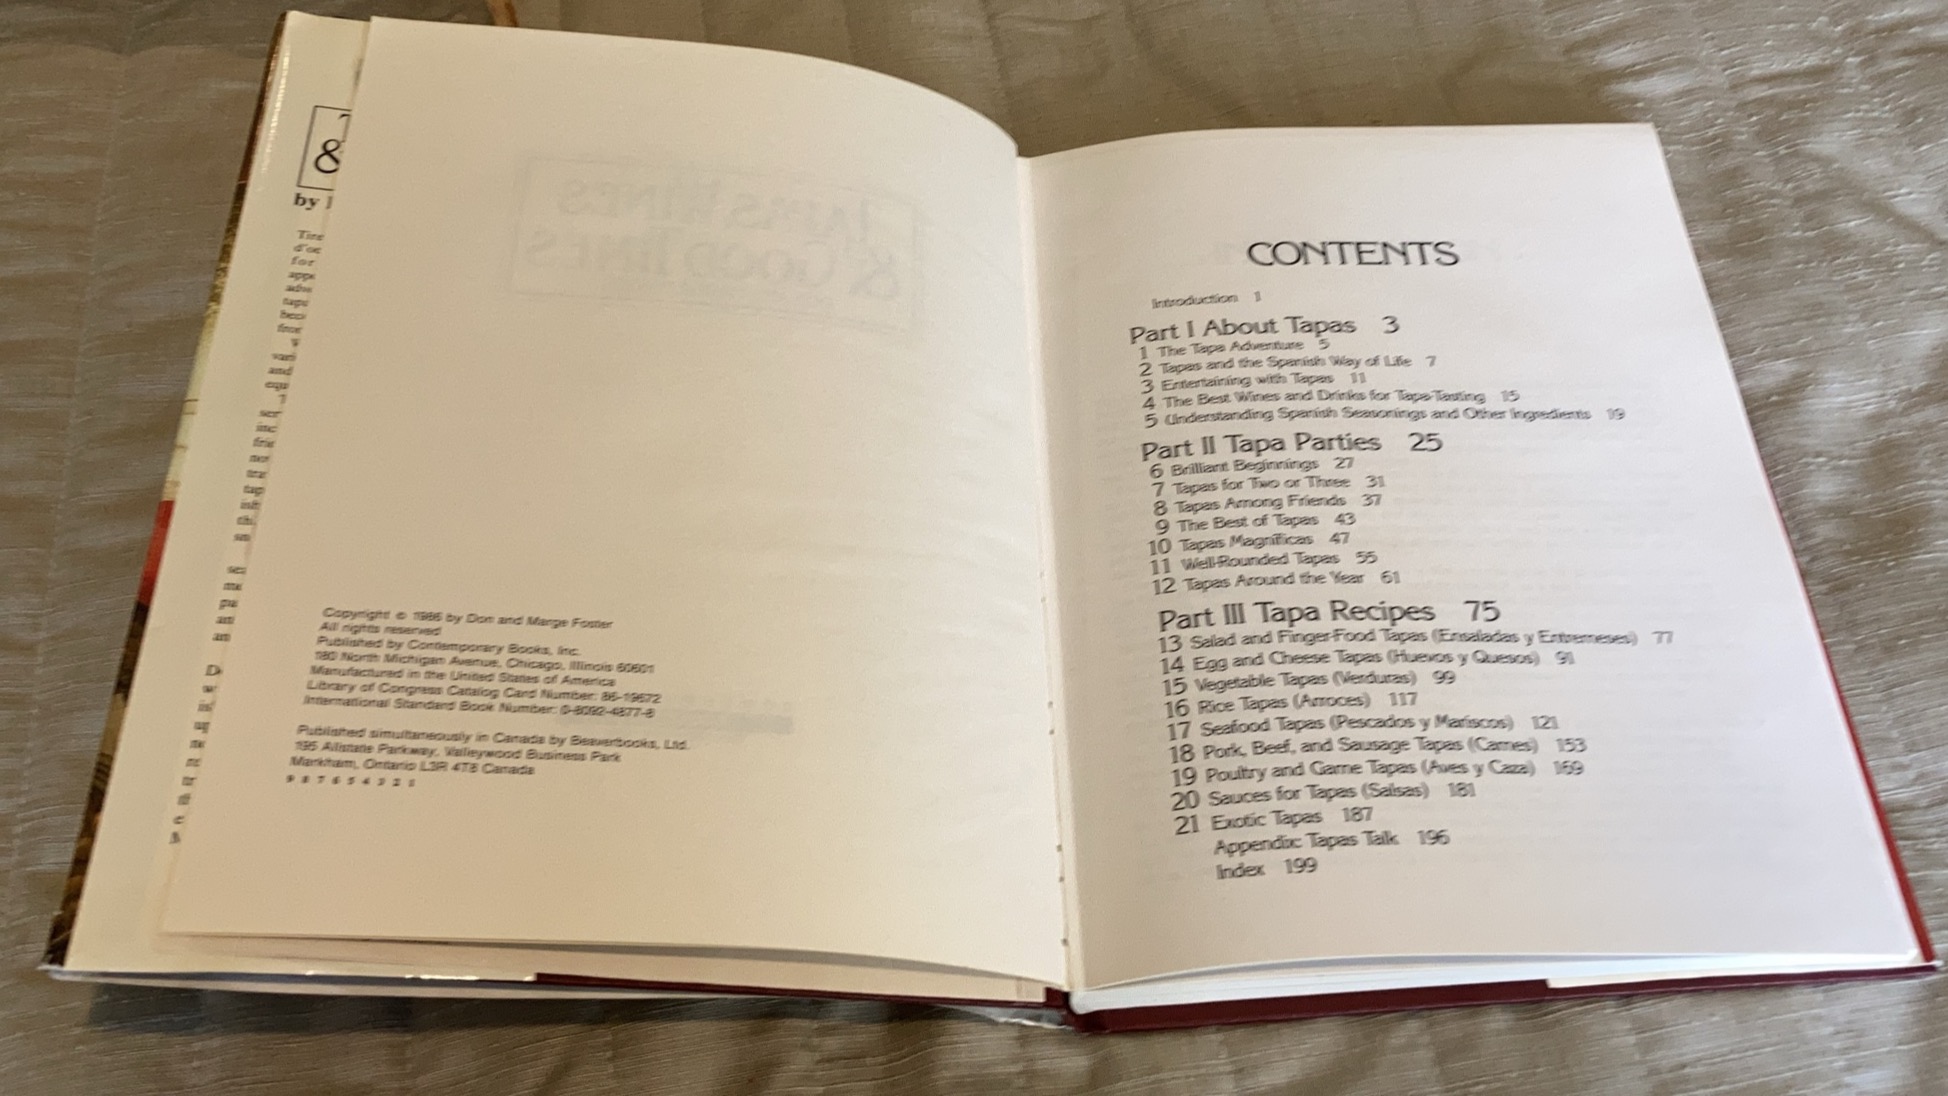 &
by
Copyright © 1986 by Don and Marge Foster
All rights reserved
Published by Contemporary Books, Inc.
180 North Michigan Avenue, Chicago, Illinois 60601
Manufactured in the United States of America
Library of Congress Catalog Card Number: 86-19672
International Standard Book Number: 0-8092-4877-8
Published simultaneously in Canada by Beaverbooks, Ltd.
195 Allstate Parkway, Valleywood Business Park
Markham, Ontario L3R 4T8 Canada
9 8 7 6 5 4 3 2 1
CONTENTS
Introduction 1
Part I About Tapas 3
1 The Tapa Adventure 5
2 Tapas and the Spanish Way of Life 7
3 Entertaining with Tapas 11
4 The Best Wines and Drinks for Tapa-Tasting 15
5 Understanding Spanish Seasonings and Other Ingredients 19
Part II Tapa Parties 25
6 Brilliant Beginnings 27
7 Tapas for Two or Three 31
8 Tapas Among Friends 37
9 The Best of Tapas 43
10 Tapas Magníficas 47
11 Well-Rounded Tapas 55
12 Tapas Around the Year 61
Part III Tapa Recipes 75
13 Salad and Finger-Food Tapas (Ensaladas y Entremeses) 77
14 Egg and Cheese Tapas (Huevos y Quesos) 91
15 Vegetable Tapas (Verduras) 99
16 Rice Tapas (Arroces) 117
17 Seafood Tapas (Pescados y Mariscos) 121
18 Pork, Beef, and Sausage Tapas (Carnes) 153
19 Poultry and Game Tapas (Aves y Caza) 169
20 Sauces for Tapas (Salsas) 181
21 Exotic Tapas 187
Appendix: Tapas Talk 196
Index 199